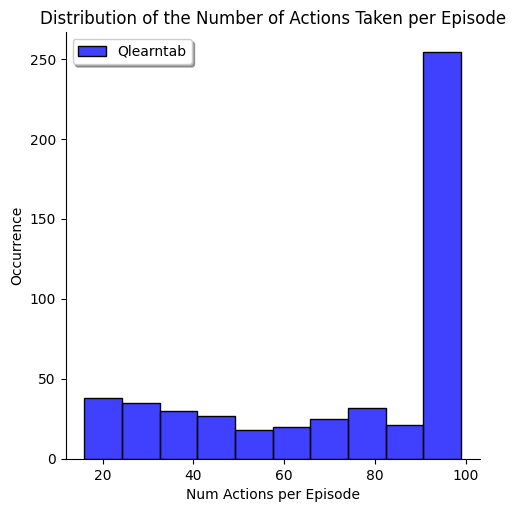 Distribution of the Number of Actions Taken per Episode
Qlearntab
250
200
150
100
50
0
Occurrence
20 40 60 80 100
Num Actions per Episode